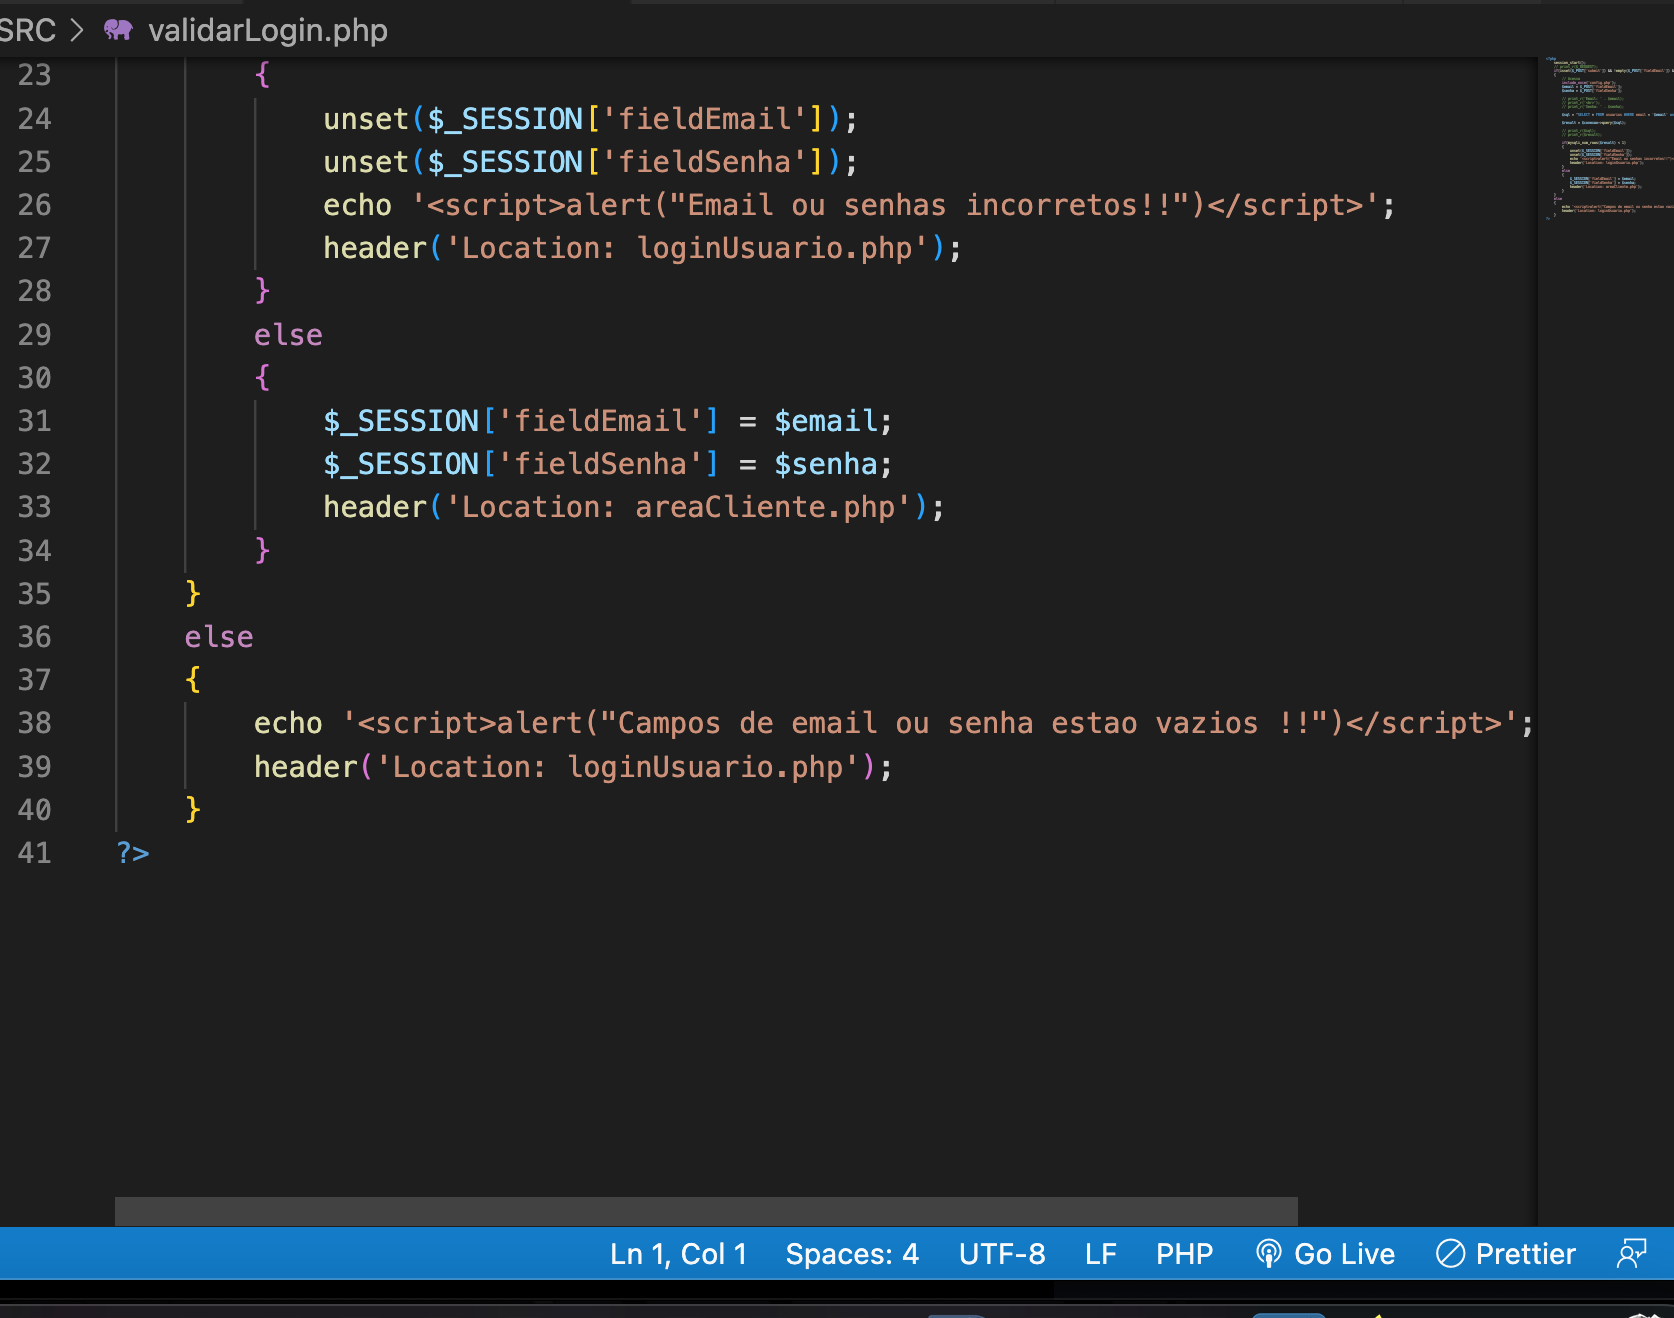 SRC > validarLogin.php
23 {
24 unset($_SESSION['fieldEmail']);
25 unset($_SESSION['fieldSenha']);
26 echo '<script>alert("Email ou senhas incorretos!!")</script>';
27 header('Location: loginUsuario.php');
28 }
29 else
30 {
31 $_SESSION['fieldEmail'] = $email;
32 $_SESSION['fieldSenha'] = $senha;
33 header('Location: areaCliente.php');
34 }
35 }
36 else
37 {
38 echo '<script>alert("Campos de email ou senha estao vazios !!")</script>';
39 header('Location: loginUsuario.php');
40 }
41 ?>
Ln 1, Col 1 Spaces: 4 UTF-8 LF PHP Go Live Prettier